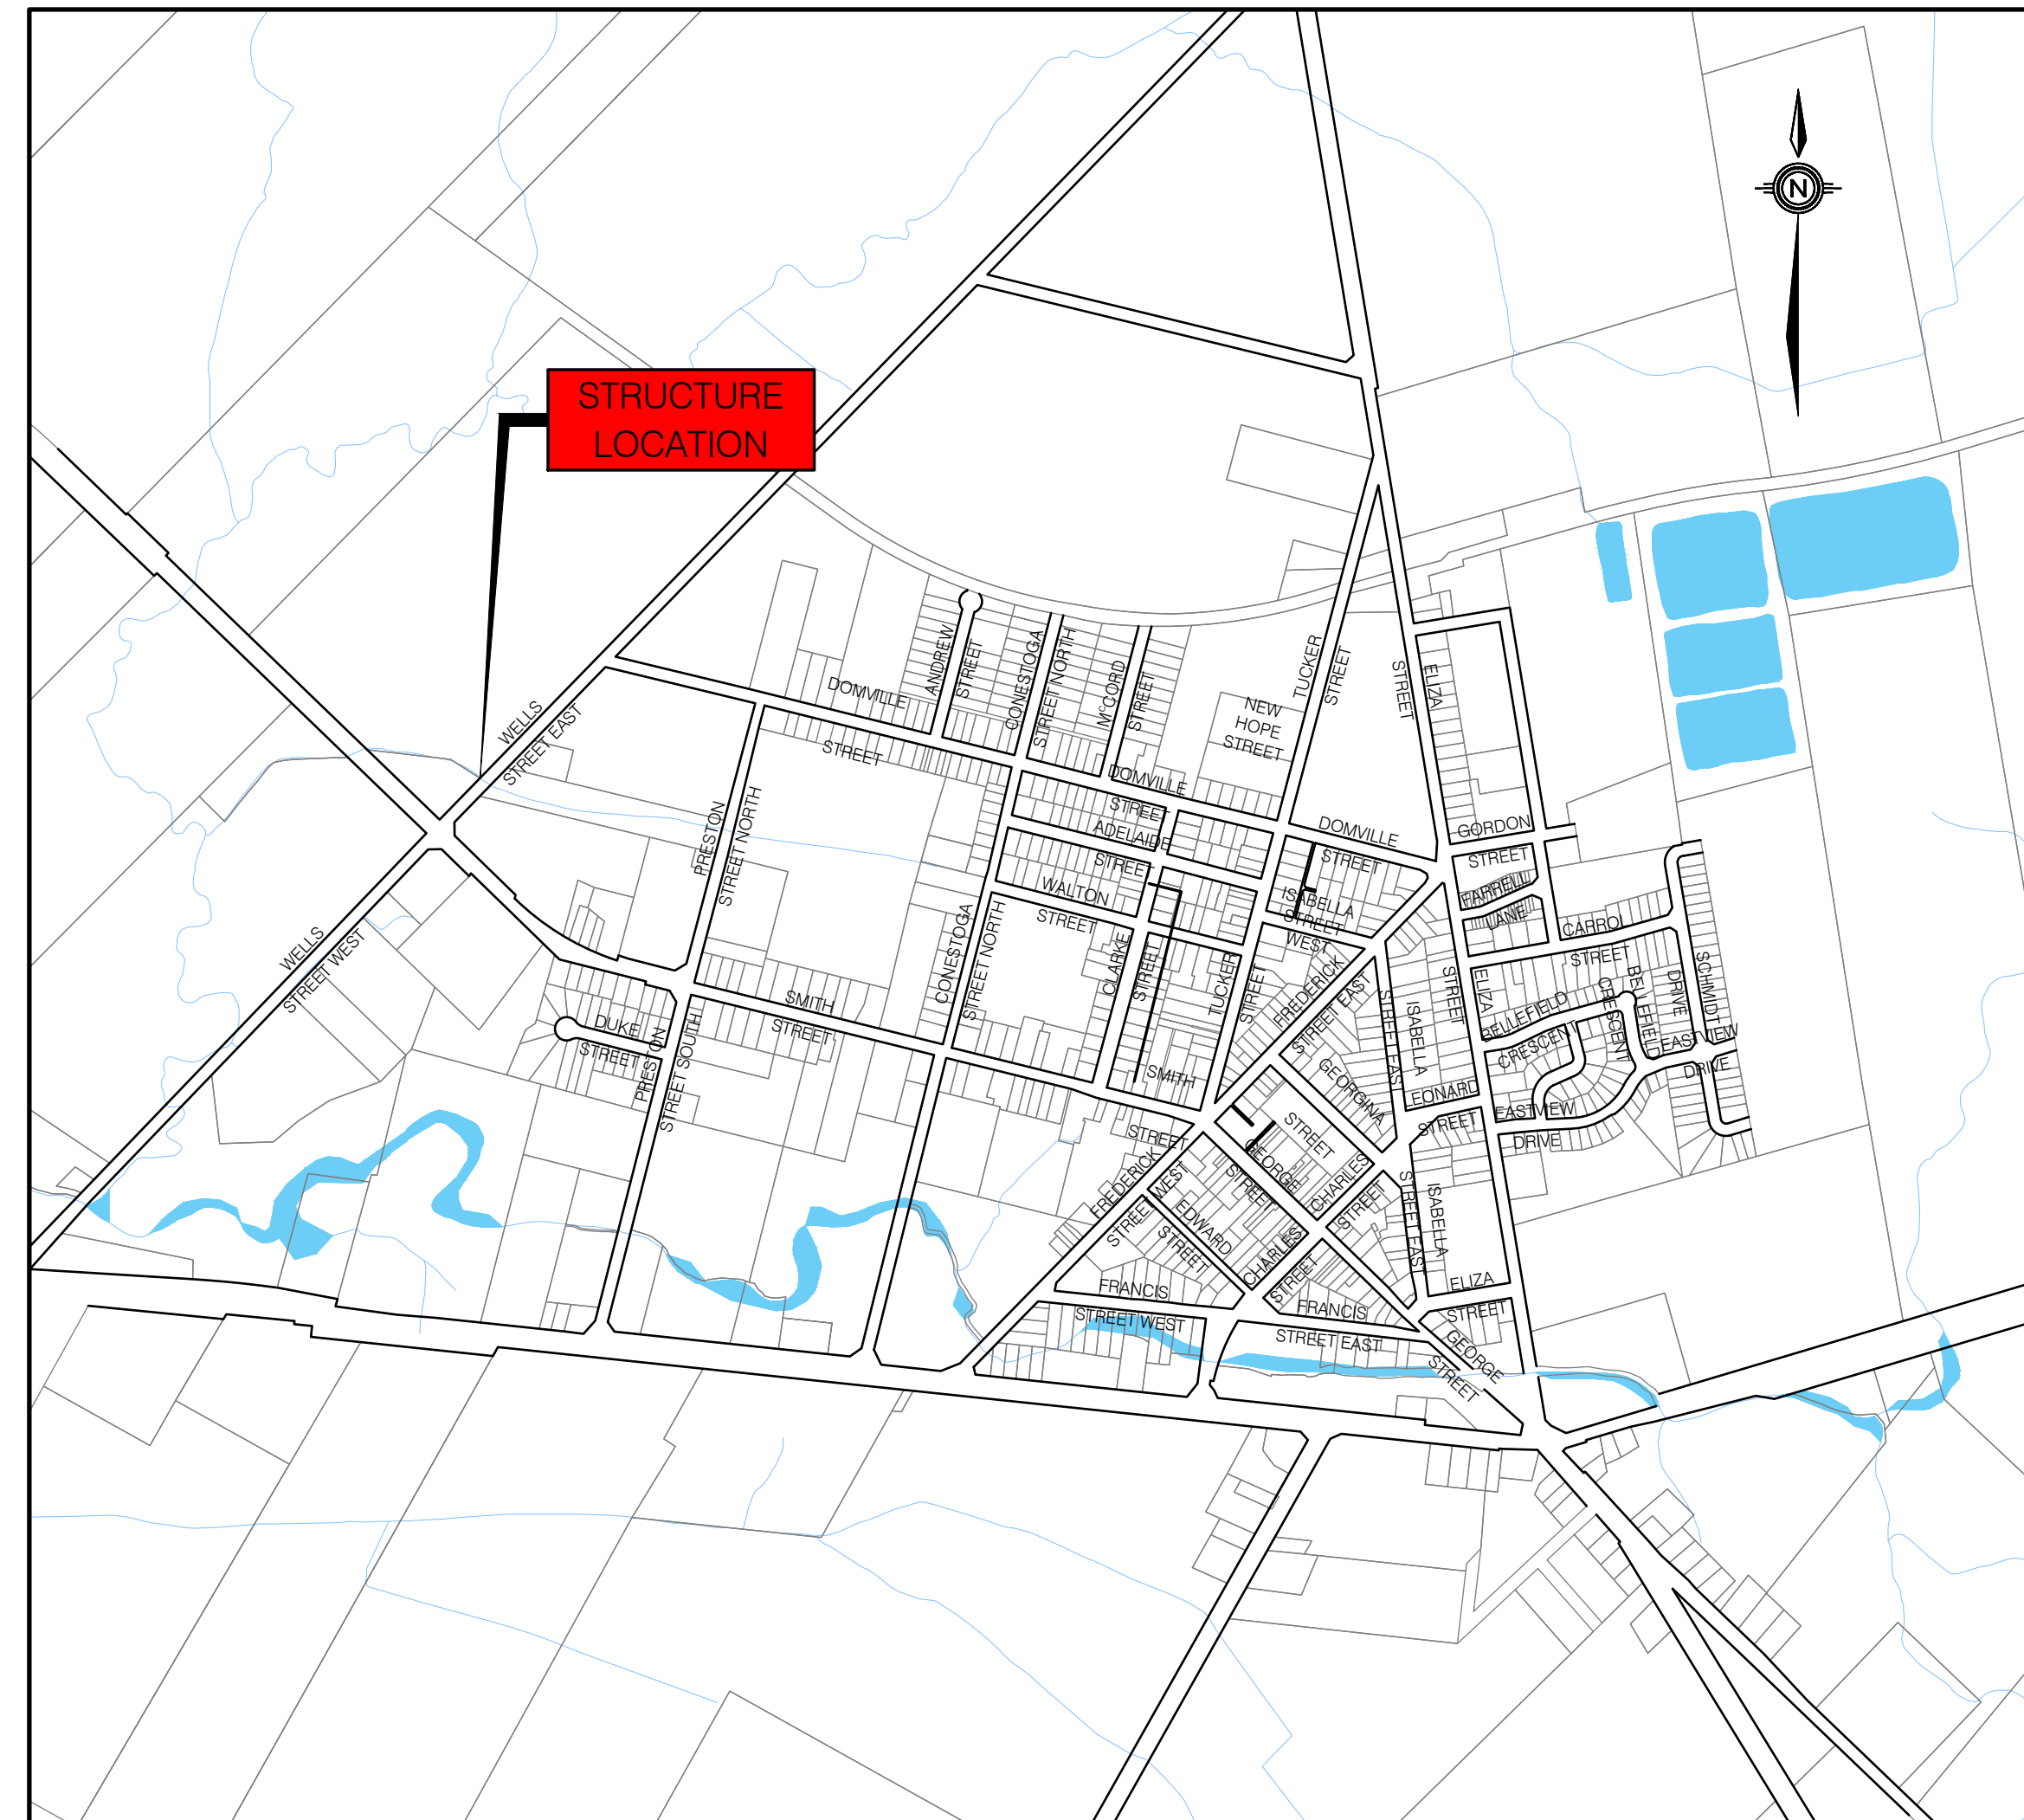 N
STRUCTURE
LOCATION
ANDREW
STREET
CONESTOGA
STREET NORTH
McCORD
STREET
TUCKER
STREET
STREET
ELIZA
NEW
HOPE
STREET
DOMVILLE
STREET
WELLS
STREET EAST
DOMVILLE
STREET
DOMVILLE
STREET
PRESTON
STREET NORTH
ADELAIDE
STREET
GORDON
STREET
FARRELL
LANE
WALTON
STREET
ISABELLA
STREET
WEST
CARROL
STREET
WELLS
STREET WEST
CONESTOGA
STREET NORTH
CLARKE
STREET
TUCKER
STREET
FREDERICK
STREET EAST
STREET EAS
ISABELLA
STREET
ELIZA
BELLEFIELD
CRESCENT
CRESCENT
BELLEFIELD
DRIVE
SCHMIDT
EASTVIEW
DRIVE
SMITH
STREET
DUKE
STREET
PRESTON
STREET SOUTH
SMITH
STREET
GEORGINA
STREET
LEONARD
STREET
EASTVIEW
DRIVE
FREDERICK
STREET WEST
GEORGE
STREET
CHARLES
STREET
STREET EAST
ISABELLA
EDWARD
STREET
CHARLES
STREET
ELIZA
STREET
FRANCIS
STREET WEST
FRANCIS
STREET EAST
GEORGE
STREET